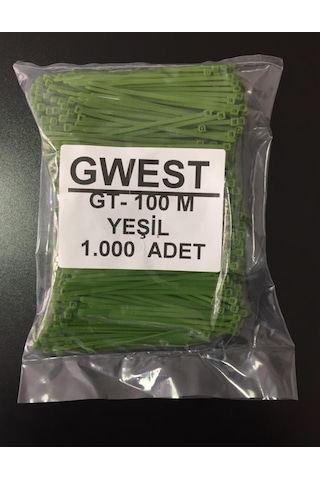 GWEST
GT- 100 M
YEŞİL
1.000 ADET